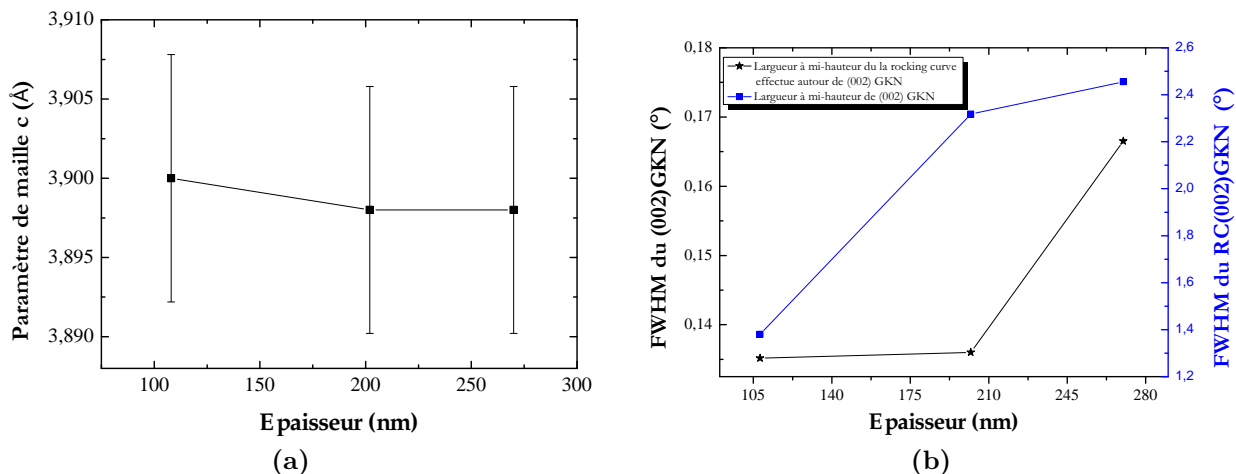 3,910
3,905
3,900
3,895
3,890
Paramètre de maille c (Å)
100
150
200
250
300
Epaisseur (nm)
(a)
0,18
0,17
0,16
0,15
0,14
FWHM du (002)GKN (°)
Largueur à mi-hauteur du la rocking curve
effectue autour de (002) GKN
Largueur à mi-hauteur de (002) GKN
2,6
2,4
2,2
2,0
1,8
1,6
1,4
1,2
FWHM du RC(002)GKN (°)
105
140
175
210
245
280
Epaisseur (nm)
(b)